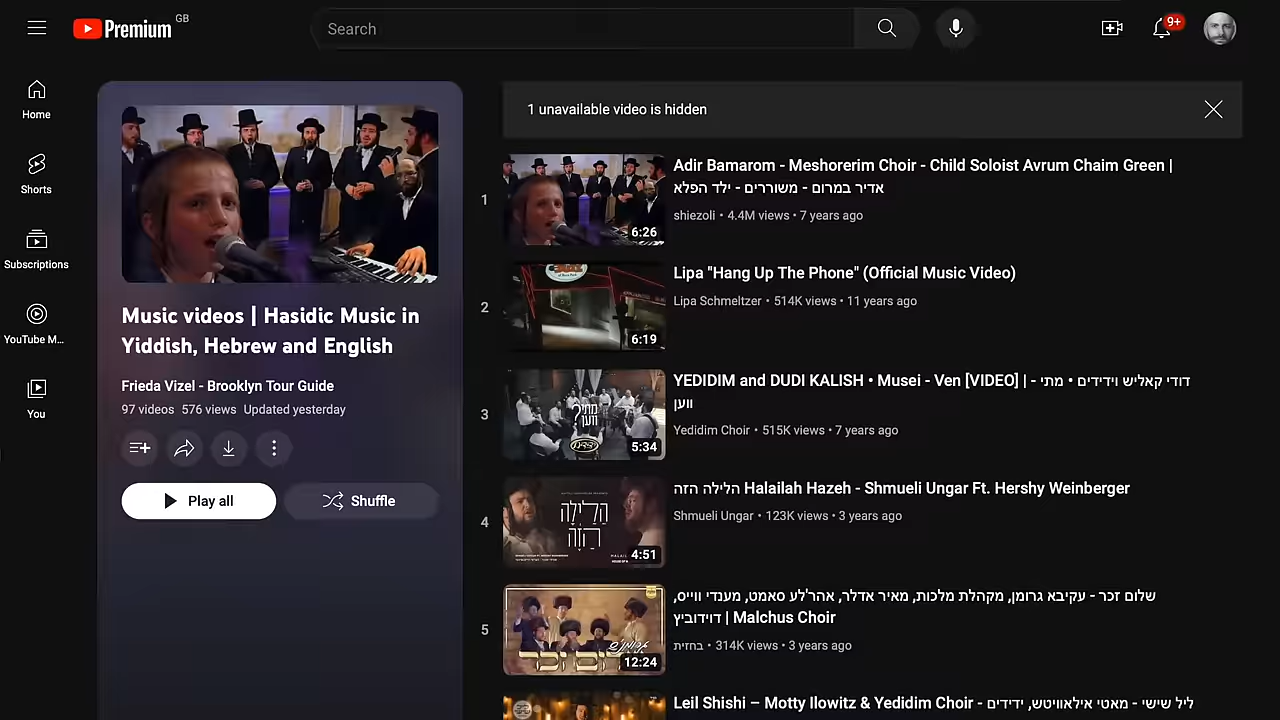 Premium GB
Search
9+
Home
Shorts
Subscriptions
YouTube M...
You
Music videos | Hasidic Music in
Yiddish, Hebrew and English
Frieda Vizel - Brooklyn Tour Guide
97 videos 576 views Updated yesterday
Play all
Shuffle
1 unavailable video is hidden
1
6:26
Adir Bamarom - Meshorerim Choir - Child Soloist Avrum Chaim Green |
אדיר במרום - משוררים - ילד הפלא
shiezoli • 4.4M views • 7 years ago
2
6:19
Lipa "Hang Up The Phone" (Official Music Video)
Lipa Schmeltzer • 514K views • 11 years ago
3
מתי?
ווען
5:34
YEDIDIM and DUDI KALISH • Musei - Ven [VIDEO] | דודי קאליש וידידים • מתי -
ווען
Yedidim Choir • 515K views • 7 years ago
4
הַלַּיְלָה
הַזֶּה
4:51
הלילה הזה Halailah Hazeh - Shmueli Ungar Ft. Hershy Weinberger
Shmueli Ungar • 123K views • 3 years ago
5
12:24
שלום זכר - עקיבא גרומן, מקהלת מלכות, מאיר אדלר, אהר'לע סאמט, מענדי ווייס,
דוידוביץ | Malchus Choir
בחזית • 314K views • 3 years ago
Leil Shishi – Motty Ilowitz & Yedidim Choir - ליל שישי - מאטי אילאוויטש, ידידים